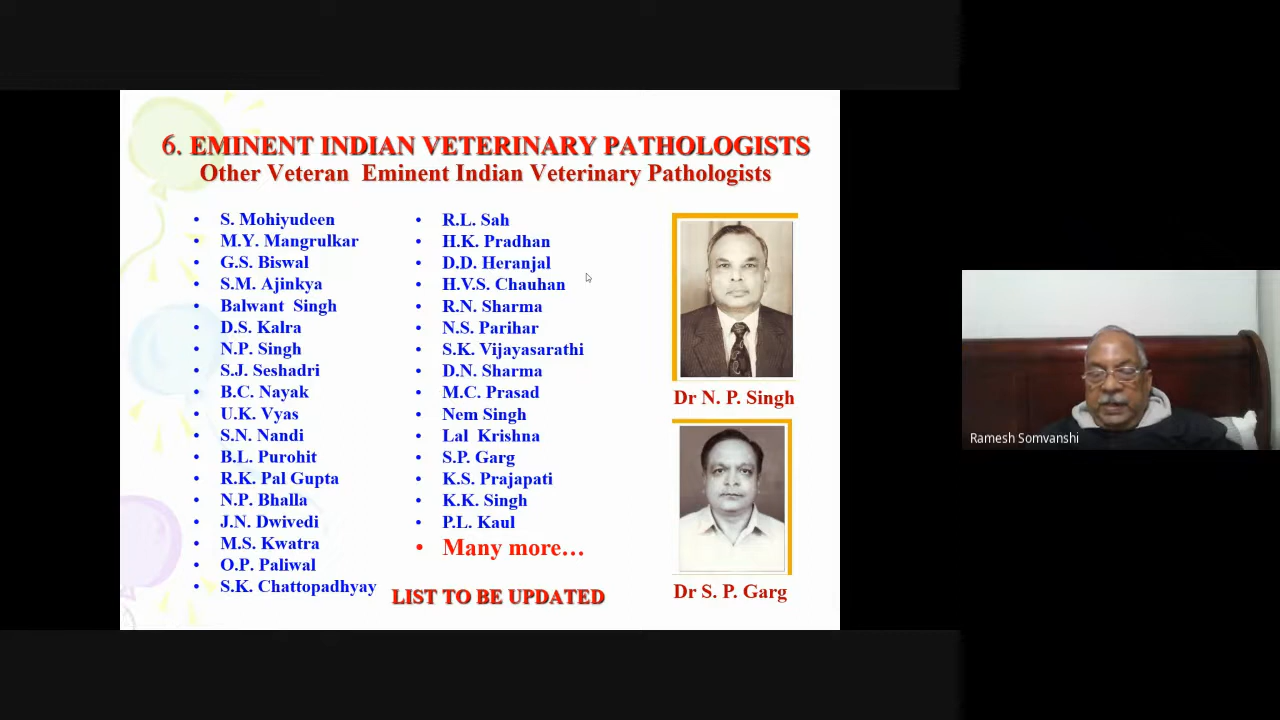 6. EMINENT INDIAN VETERINARY PATHOLOGISTS
Other Veteran Eminent Indian Veterinary Pathologists
• S. Mohiyudeen
• M.Y. Mangrulkar
• G.S. Biswal
• S.M. Ajinkya
• Balwant Singh
• D.S. Kalra
• N.P. Singh
• S.J. Seshadri
• B.C. Nayak
• U.K. Vyas
• S.N. Nandi
• B.L. Purohit
• R.K. Pal Gupta
• N.P. Bhalla
• J.N. Dwivedi
• M.S. Kwatra
• O.P. Paliwal
• S.K. Chattopadhyay
• R.L. Sah
• H.K. Pradhan
• D.D. Heranjal
• H.V.S. Chauhan
• R.N. Sharma
• N.S. Parihar
• S.K. Vijayasarathi
• D.N. Sharma
• M.C. Prasad
• Nem Singh
• Lal Krishna
• S.P. Garg
• K.S. Prajapati
• K.K. Singh
• P.L. Kaul
• Many more…
LIST TO BE UPDATED
Dr N. P. Singh
Dr S. P. Garg
Ramesh Somvanshi